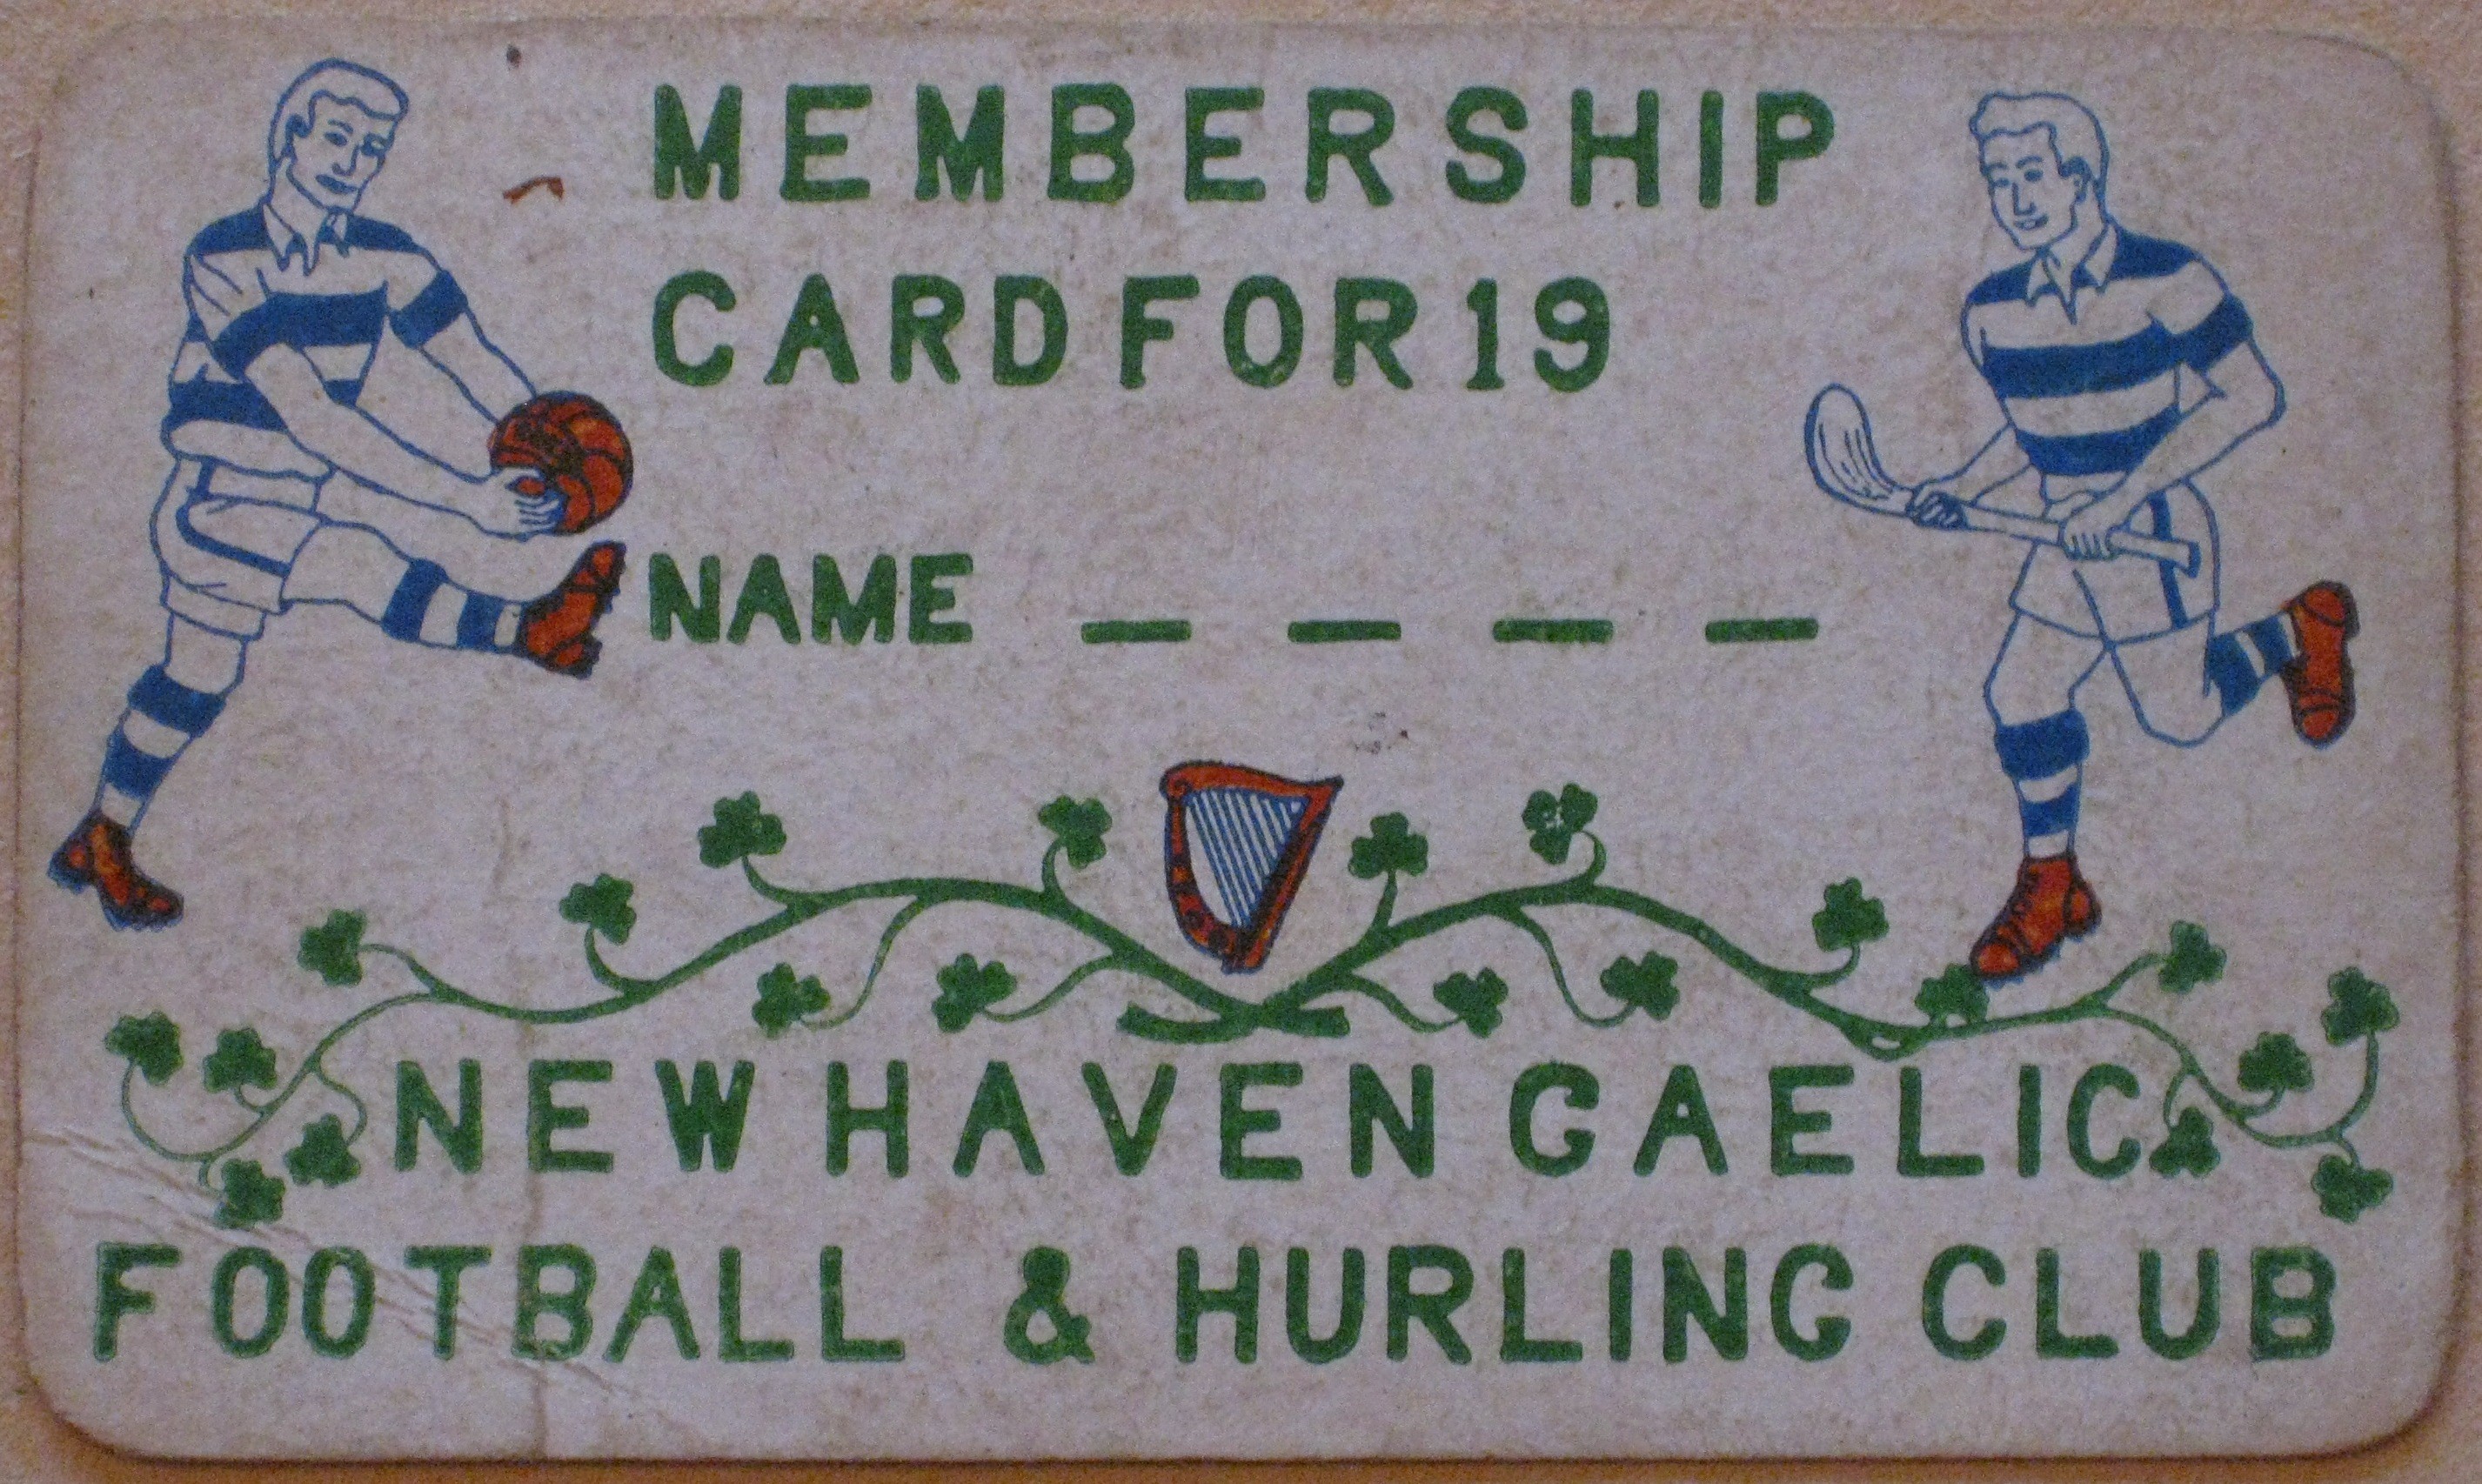 MEMBERSHIP
CARD FOR 19
NAME _ _ _ _
NEW HAVEN GAELIC
FOOTBALL & HURLING CLUB